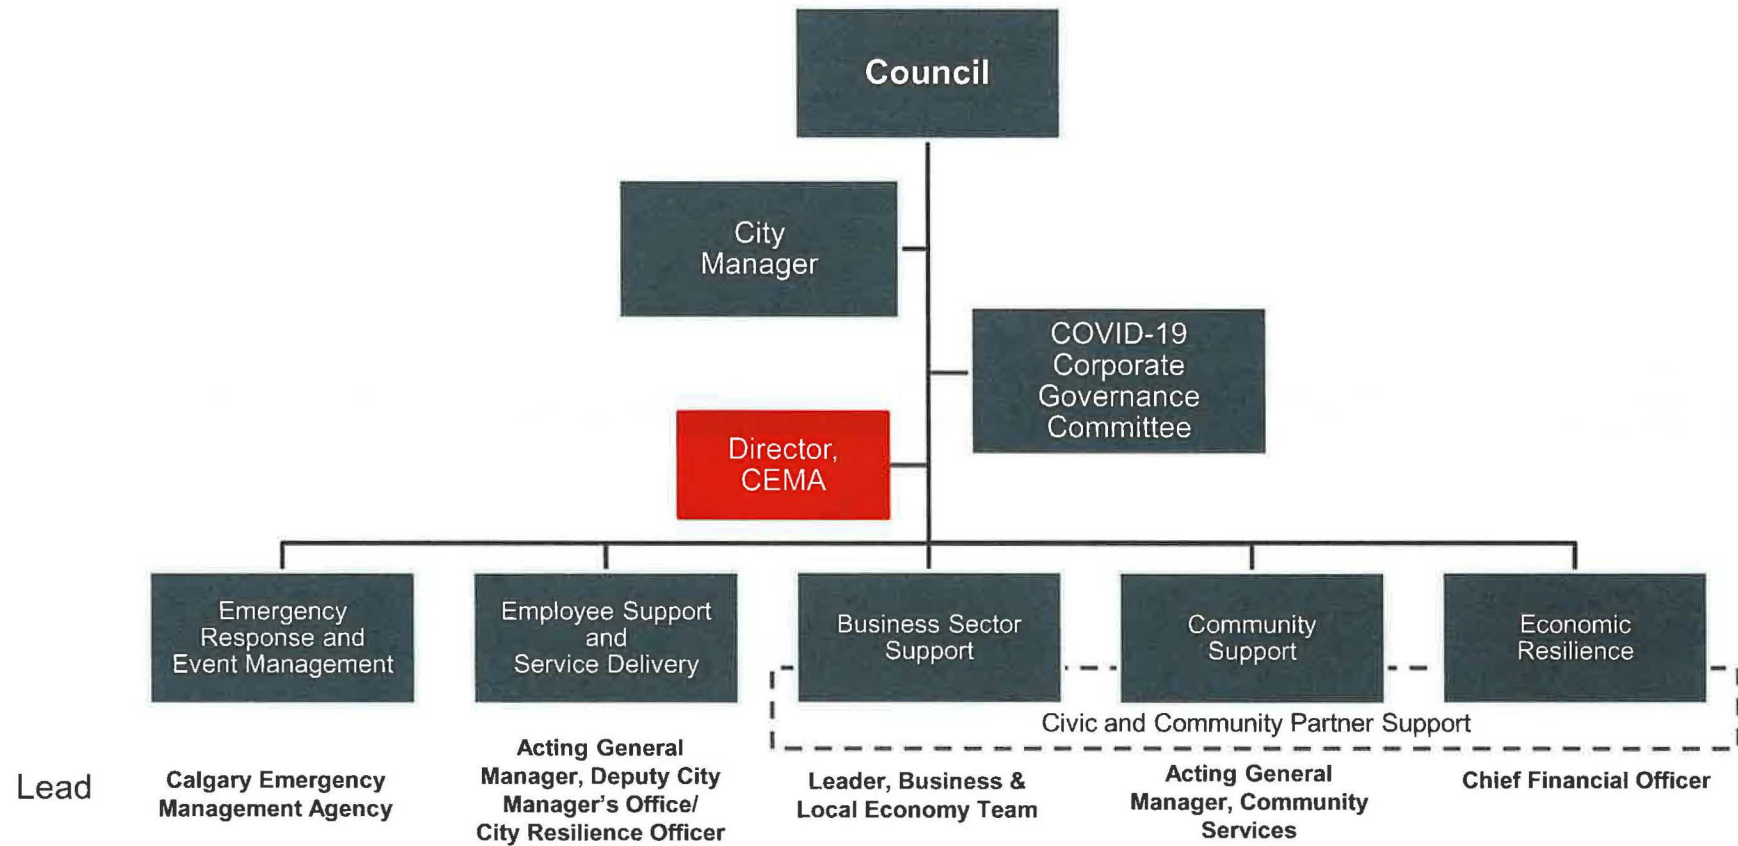 Council
City
Manager
COVID-19
Corporate
Governance
Committee
Director,
CEMA
Emergency
Response and
Event Management
Employee Support
and
Service Delivery
Business Sector
Support
Community
Support
Economic
Resilience
Civic and Community Partner Support
Lead
Calgary Emergency
Management Agency
Acting General
Manager, Deputy City
Manager's Office/
City Resilience Officer
Leader, Business &
Local Economy Team
Acting General
Manager, Community
Services
Chief Financial Officer